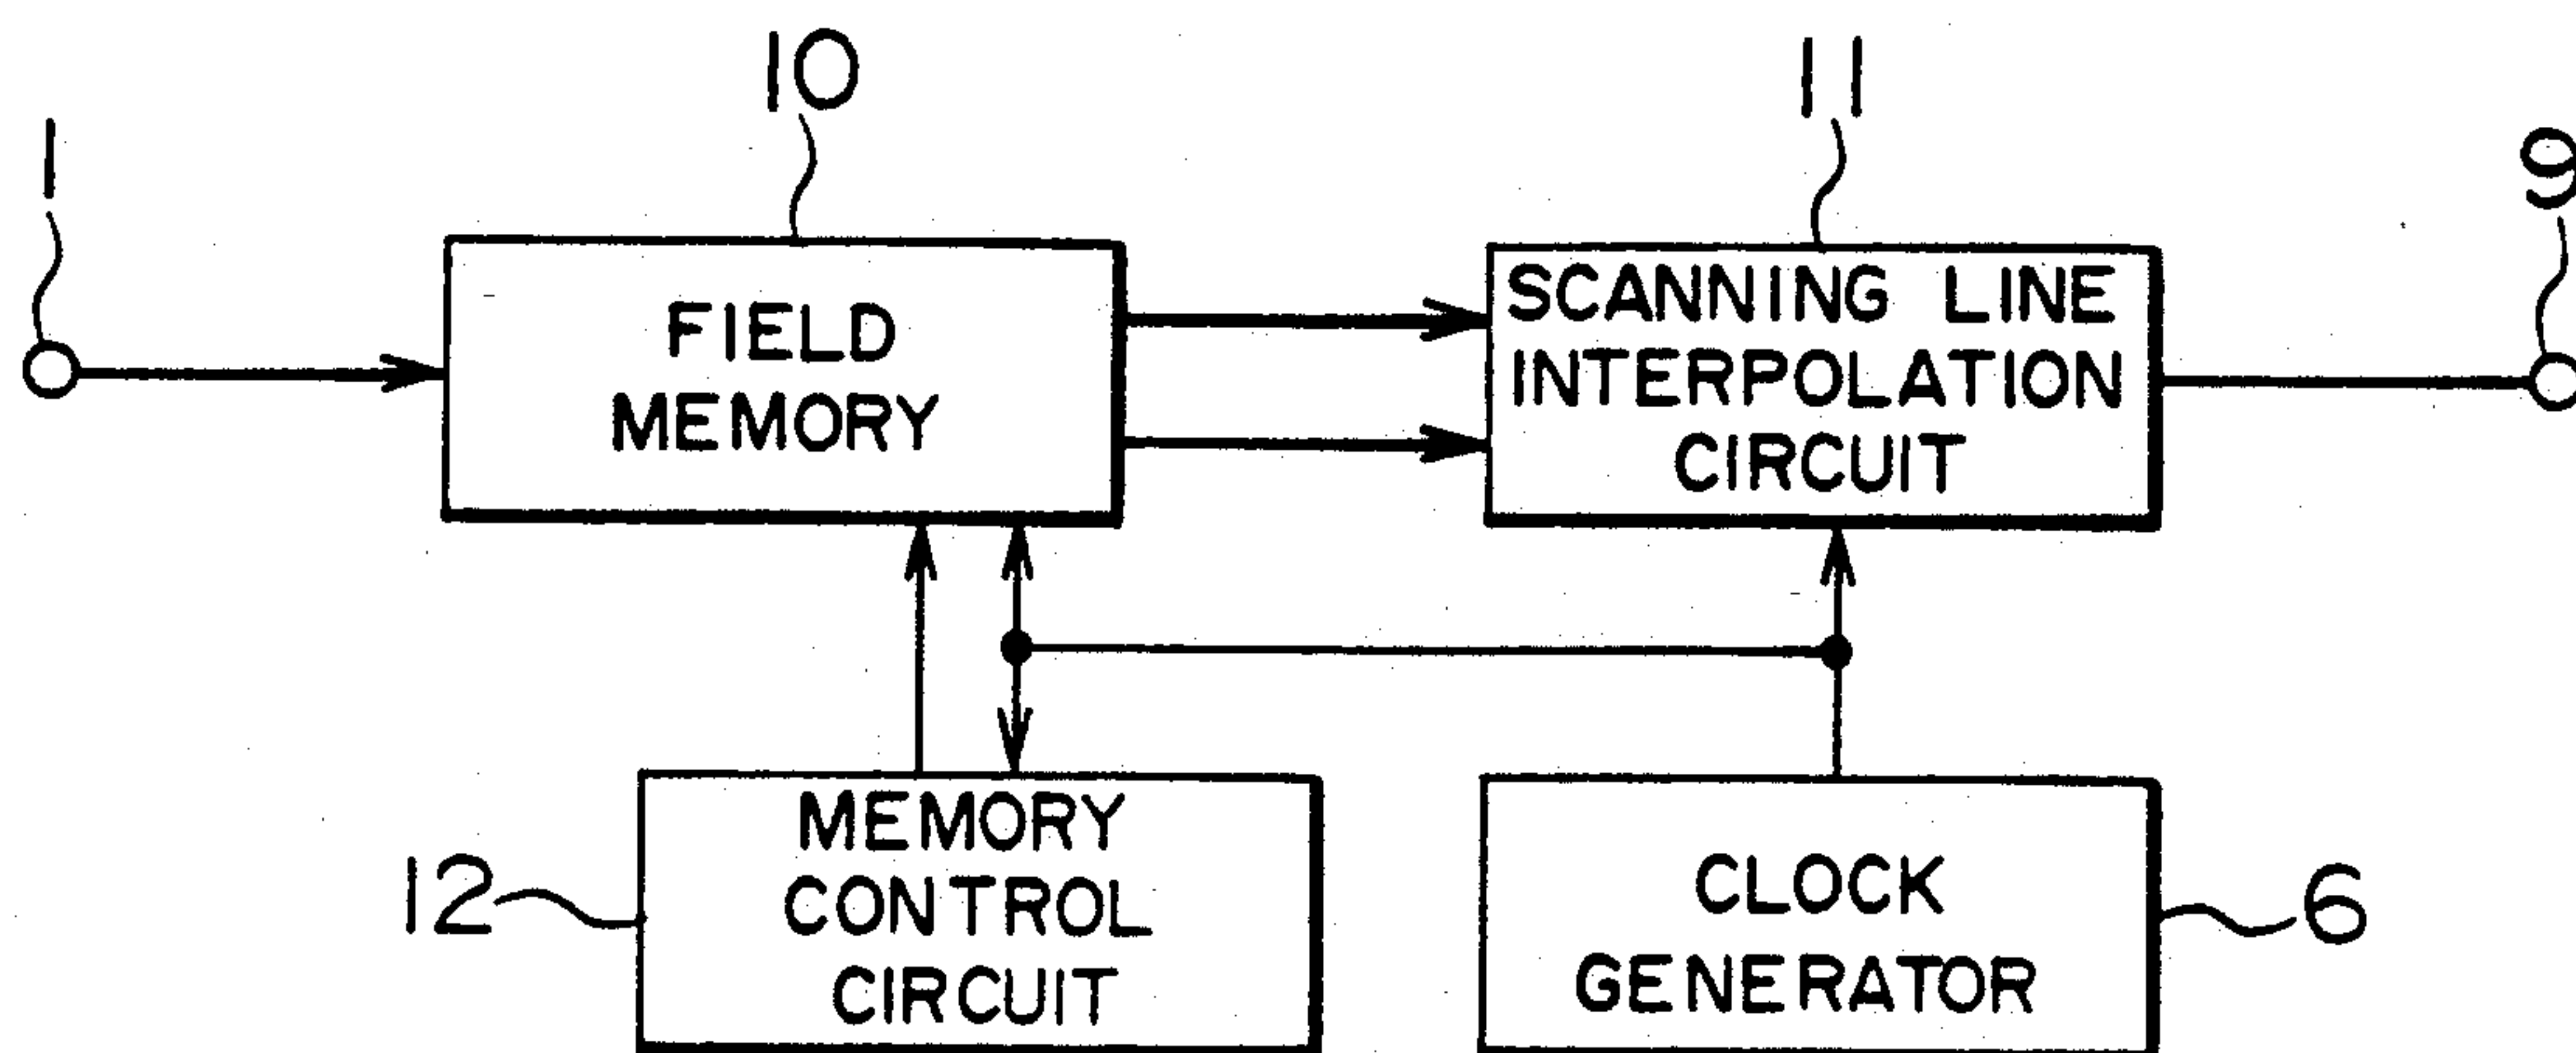 10
11
1
9
FIELD
MEMORY
SCANNING LINE
INTERPOLATION
CIRCUIT
MEMORY
CONTROL
CIRCUIT
12
CLOCK
GENERATOR
6